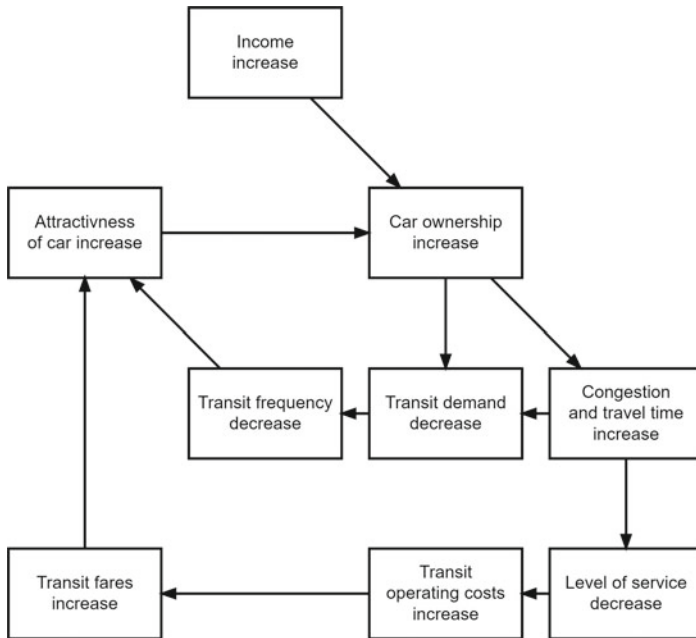 Income
increase
Attractivness
of car increase
Car ownership
increase
Transit frequency
decrease
Transit demand
decrease
Congestion
and travel time
increase
Transit fares
increase
Transit
operating costs
increase
Level of service
decrease